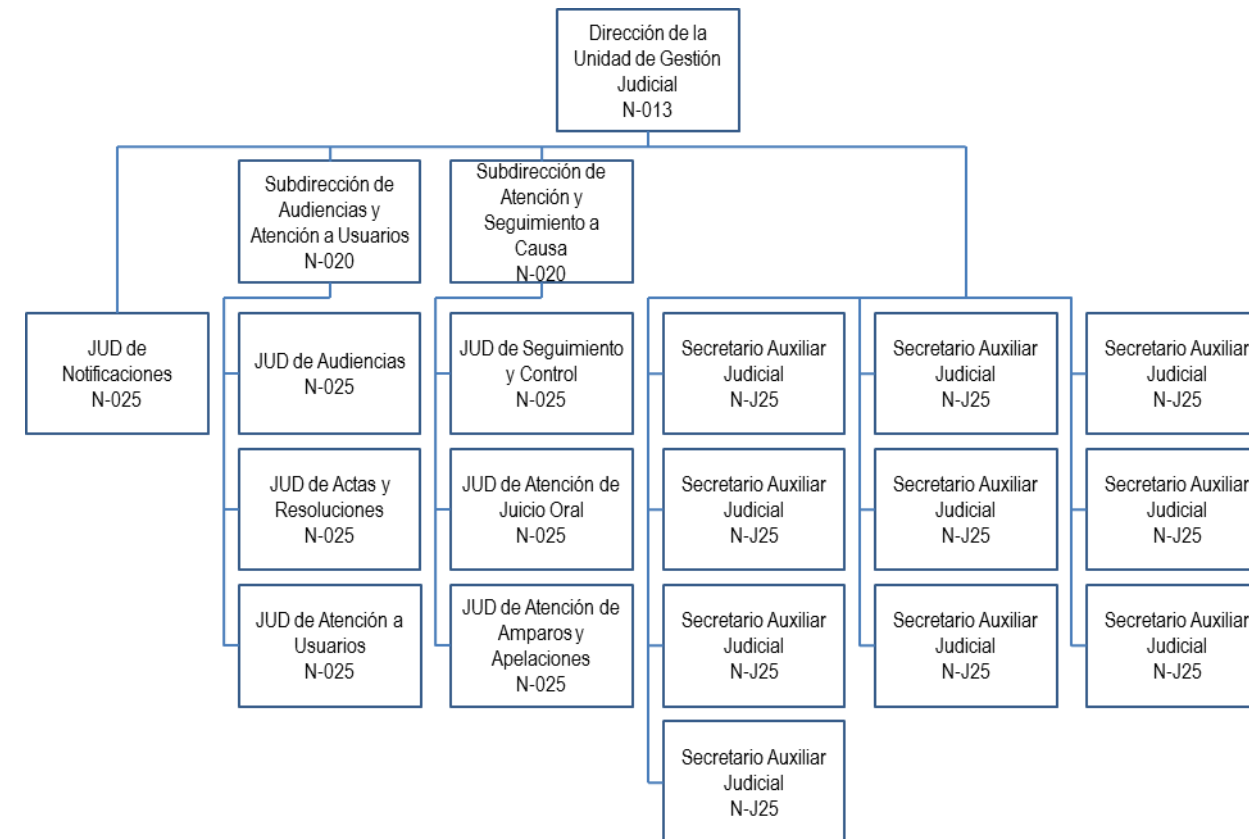 Dirección de la
Unidad de Gestión
Judicial
N-013
Subdirección de
Audiencias y
Atención a Usuarios
N-020
Subdirección de
Atención y
Seguimiento a
Causa
N-020
JUD de
Notificaciones
N-025
JUD de Audiencias
N-025
JUD de Seguimiento
y Control
N-025
Secretario Auxiliar
Judicial
N-J25
Secretario Auxiliar
Judicial
N-J25
Secretario Auxiliar
Judicial
N-J25
JUD de Actas y
Resoluciones
N-025
JUD de Atención de
Juicio Oral
N-025
Secretario Auxiliar
Judicial
N-J25
Secretario Auxiliar
Judicial
N-J25
Secretario Auxiliar
Judicial
N-J25
JUD de Atención a
Usuarios
N-025
JUD de Atención de
Amparos y
Apelaciones
N-025
Secretario Auxiliar
Judicial
N-J25
Secretario Auxiliar
Judicial
N-J25
Secretario Auxiliar
Judicial
N-J25
Secretario Auxiliar
Judicial
N-J25